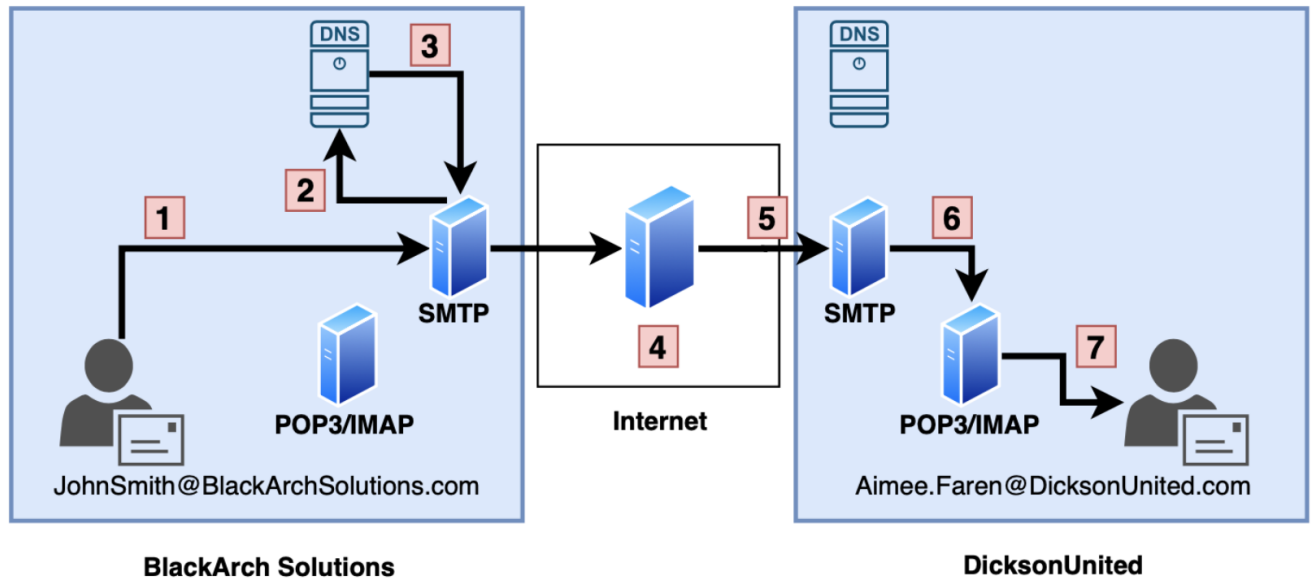 DNS
3
DNS
2
1
5
6
SMTP
SMTP
4
7
POP3/IMAP
Internet
POP3/IMAP
JohnSmith@BlackArchSolutions.com
Aimee.Faren@DicksonUnited.com
BlackArch Solutions
DicksonUnited